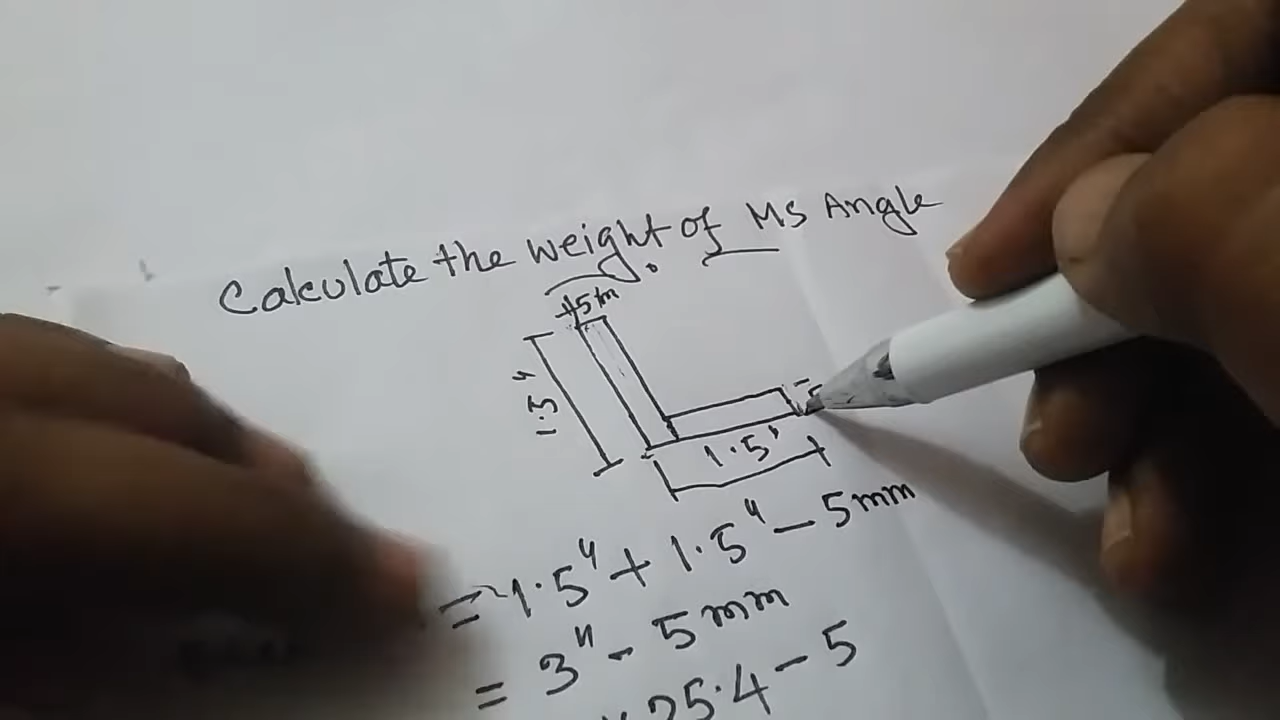 Calculate the weight of MS Angle
5m
1.5"
1.5"
= 1.5" + 1.5" - 5mm
= 3" - 5mm
25.4 - 5